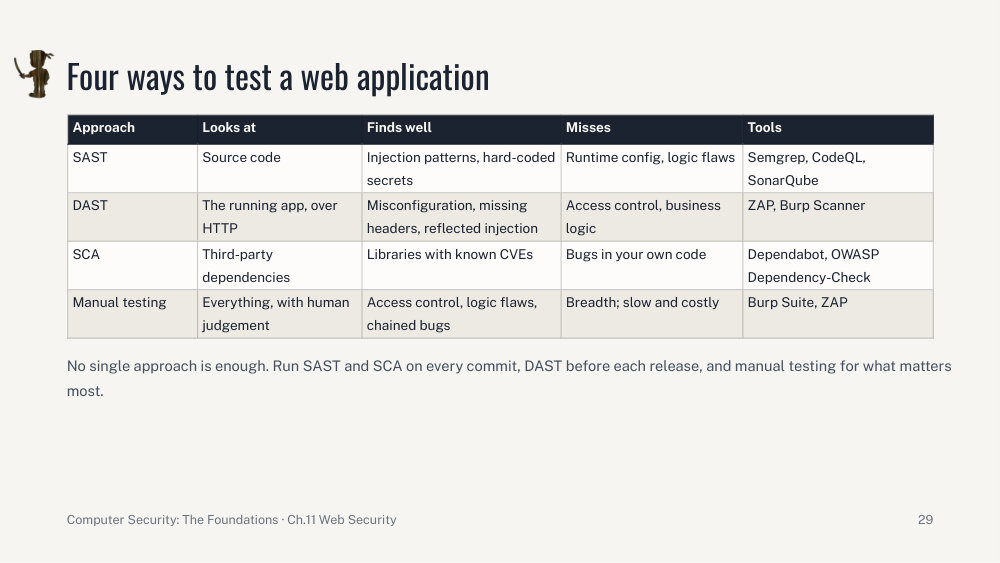 Four ways to test a web application
Approach Looks at Finds well Misses Tools
SAST Source code Injection patterns, hard-coded secrets Runtime config, logic flaws Semgrep, CodeQL, SonarQube
DAST The running app, over HTTP Misconfiguration, missing headers, reflected injection Access control, business logic ZAP, Burp Scanner
SCA Third-party dependencies Libraries with known CVEs Bugs in your own code Dependabot, OWASP Dependency-Check
Manual testing Everything, with human judgement Access control, logic flaws, chained bugs Breadth; slow and costly Burp Suite, ZAP
No single approach is enough. Run SAST and SCA on every commit, DAST before each release, and manual testing for what matters
most.
Computer Security: The Foundations · Ch.11 Web Security 29